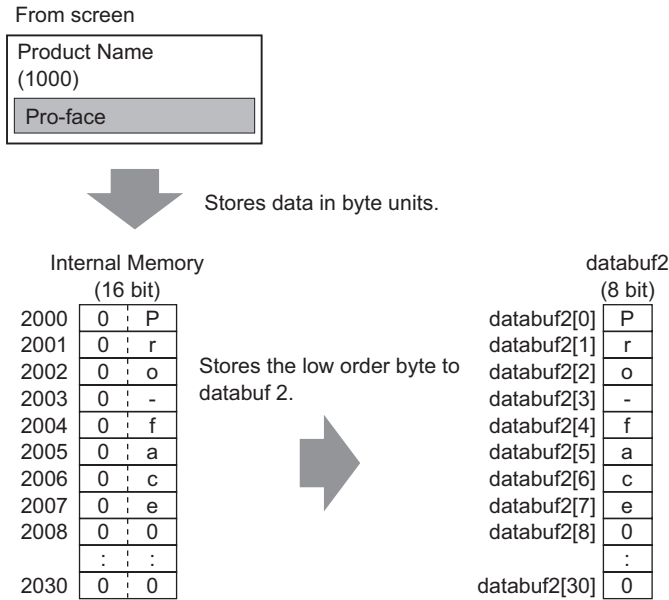 From screen
Product Name
(1000)
Pro-face
Stores data in byte units.
Internal Memory
(16 bit)
2000 0 P
2001 0 r
2002 0 o
2003 0 -
2004 0 f
2005 0 a
2006 0 c
2007 0 e
2008 0 0
: :
2030 0 0
Stores the low order byte to
databuf 2.
databuf2
(8 bit)
databuf2[0] P
databuf2[1] r
databuf2[2] o
databuf2[3] -
databuf2[4] f
databuf2[5] a
databuf2[6] c
databuf2[7] e
databuf2[8] 0
:
databuf2[30] 0